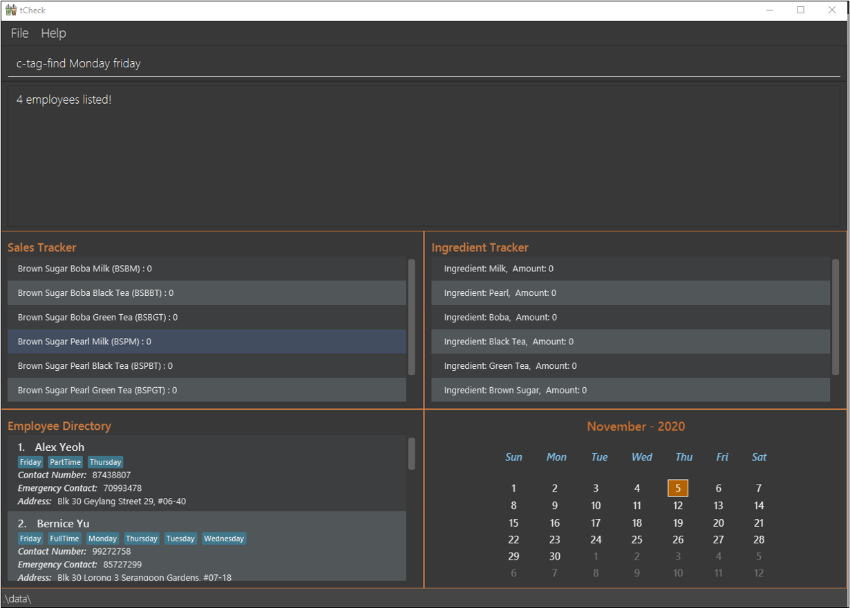 tCheck
File Help
c-tag-find Monday friday
4 employees listed!
Sales Tracker
Brown Sugar Boba Milk (BSBM) : 0
Brown Sugar Boba Black Tea (BSBBT) : 0
Brown Sugar Boba Green Tea (BSBGT) : 0
Brown Sugar Pearl Milk (BSPM) : 0
Brown Sugar Pearl Black Tea (BSPBT) : 0
Brown Sugar Pearl Green Tea (BSPGT) : 0
Ingredient Tracker
Ingredient: Milk, Amount: 0
Ingredient: Pearl, Amount: 0
Ingredient: Boba, Amount: 0
Ingredient: Black Tea, Amount: 0
Ingredient: Green Tea, Amount: 0
Ingredient: Brown Sugar, Amount: 0
Employee Directory
1. Alex Yeoh
Friday PartTime Thursday
Contact Number: 87438807
Emergency Contact: 70993478
Address: Blk 30 Geylang Street 29, #06-40
2. Bernice Yu
Friday FullTime Monday Thursday Tuesday Wednesday
Contact Number: 99272758
Emergency Contact: 85727299
Address: Blk 30 Lorong 3 Serangoon Gardens, #07-18
November - 2020
Sun Mon Tue Wed Thu Fri Sat
1 2 3 4 5 6 7
8 9 10 11 12 13 14
15 16 17 18 19 20 21
22 23 24 25 26 27 28
29 30 1 2 3 4 5
6 7 8 9 10 11 12
\data\